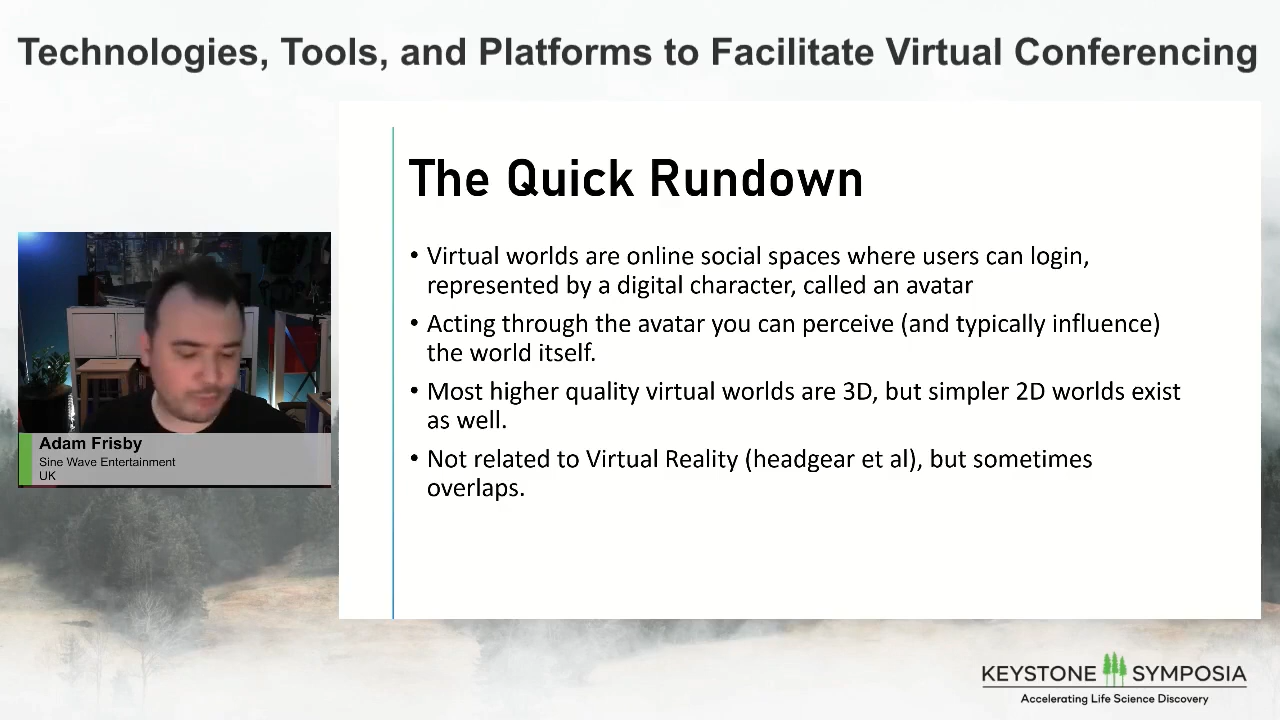 Technologies, Tools, and Platforms to Facilitate Virtual Conferencing
The Quick Rundown
• Virtual worlds are online social spaces where users can login,
represented by a digital character, called an avatar
• Acting through the avatar you can perceive (and typically influence)
the world itself.
• Most higher quality virtual worlds are 3D, but simpler 2D worlds exist
as well.
• Not related to Virtual Reality (headgear et al), but sometimes
overlaps.
Adam Frisby
Sine Wave Entertainment
UK
KEYSTONE SYMPOSIA
Accelerating Life Science Discovery